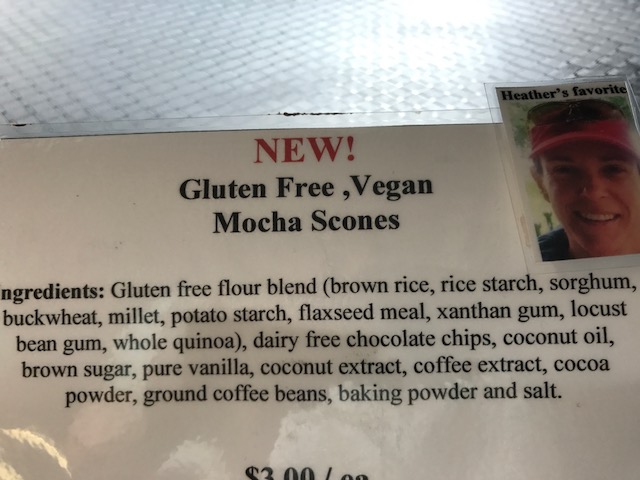 Heather's favorite
NEW!
Gluten Free ,Vegan
Mocha Scones
ngredients: Gluten free flour blend (brown rice, rice starch, sorghum,
buckwheat, millet, potato starch, flaxseed meal, xanthan gum, locust
bean gum, whole quinoa), dairy free chocolate chips, coconut oil,
brown sugar, pure vanilla, coconut extract, coffee extract, cocoa
powder, ground coffee beans, baking powder and salt.
$3.00 / ea